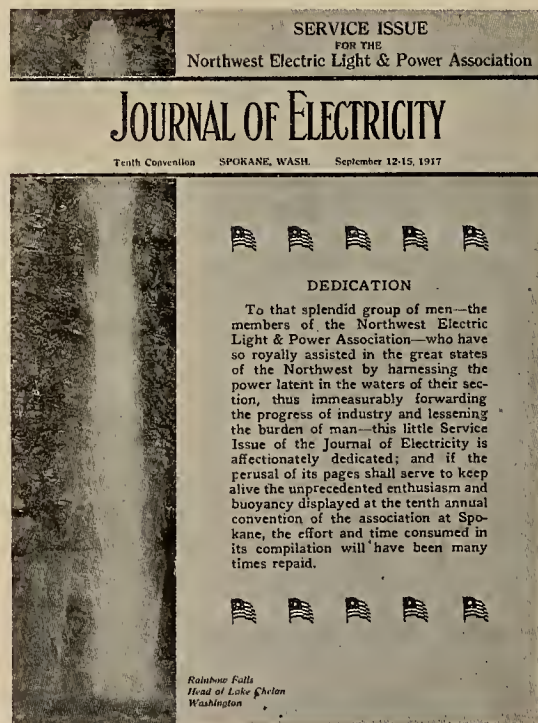 SERVICE ISSUE
FOR THE
Northwest Electric Light & Power Association
JOURNAL OF ELECTRICITY
Tenth Convention SPOKANE, WASH. September 12-15, 1917
DEDICATION
To that splendid group of men—the
members of the Northwest Electric
Light & Power Association—who have
so royally assisted in the great states
of the Northwest by harnessing the
power latent in the waters of their sec-
tion, thus immeasurably forwarding
the progress of industry and lessening
the burden of man—this little Service
Issue of the Journal of Electricity is
affectionately dedicated; and if the
perusal of its pages shall serve to keep
alive the unprecedented enthusiasm and
buoyancy displayed at the tenth annual
convention of the association at Spo-
kane, the effort and time consumed in
its compilation will have been many
times repaid.
Rainbow Falls
Head of Lake Chelan
Washington